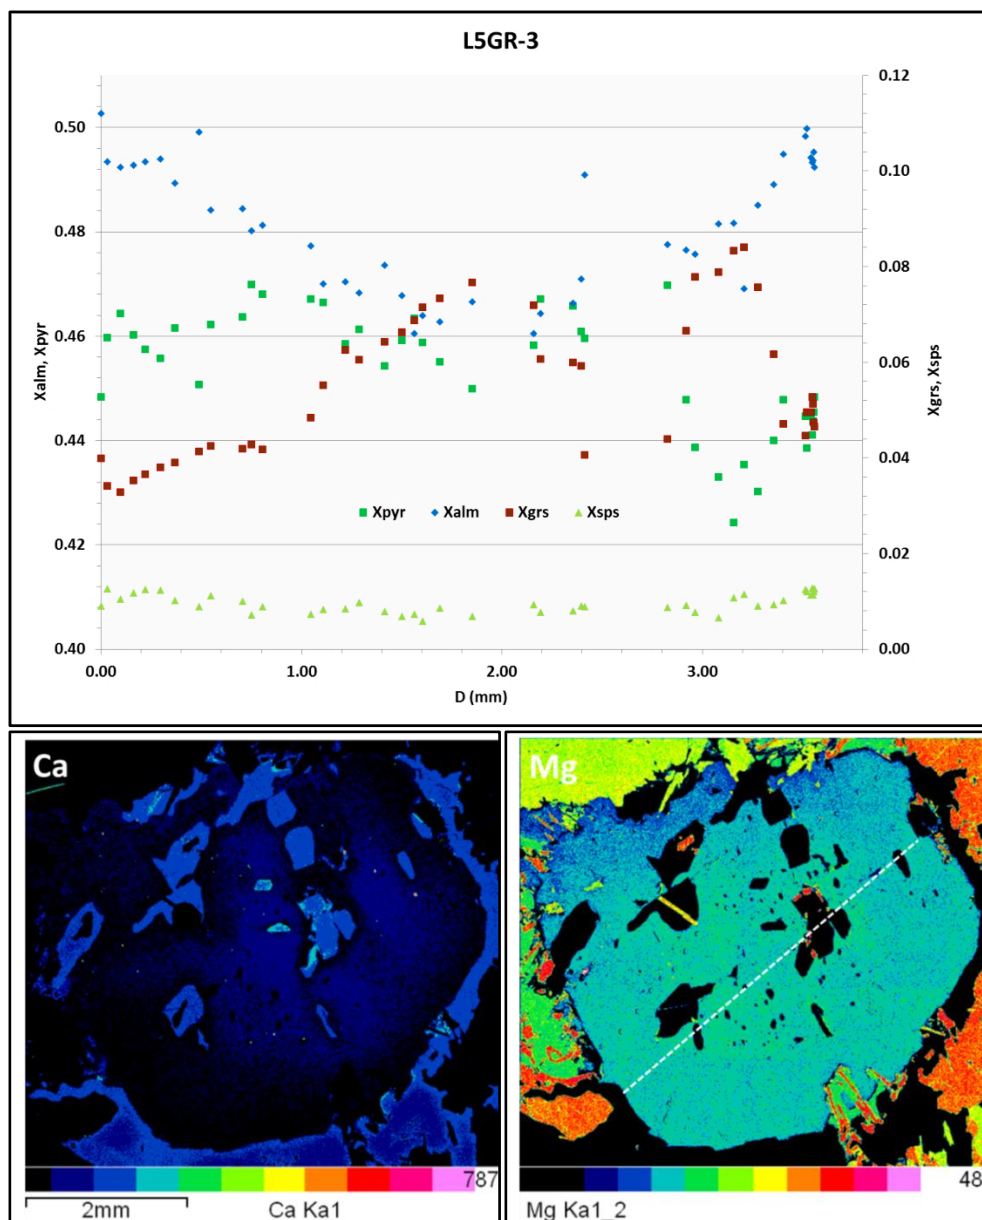 L5GR-3
0.50
0.48
0.46
0.44
0.42
0.40
Xalm, Xpyr
0.12
0.10
0.08
0.06
0.04
0.02
0.00
Xgrs, Xsps
Xpyr Xalm Xgrs Xsps
0.00 1.00 2.00 3.00
D (mm)
Ca
787
2mm Ca Ka1
Mg
48
Mg Ka1_2